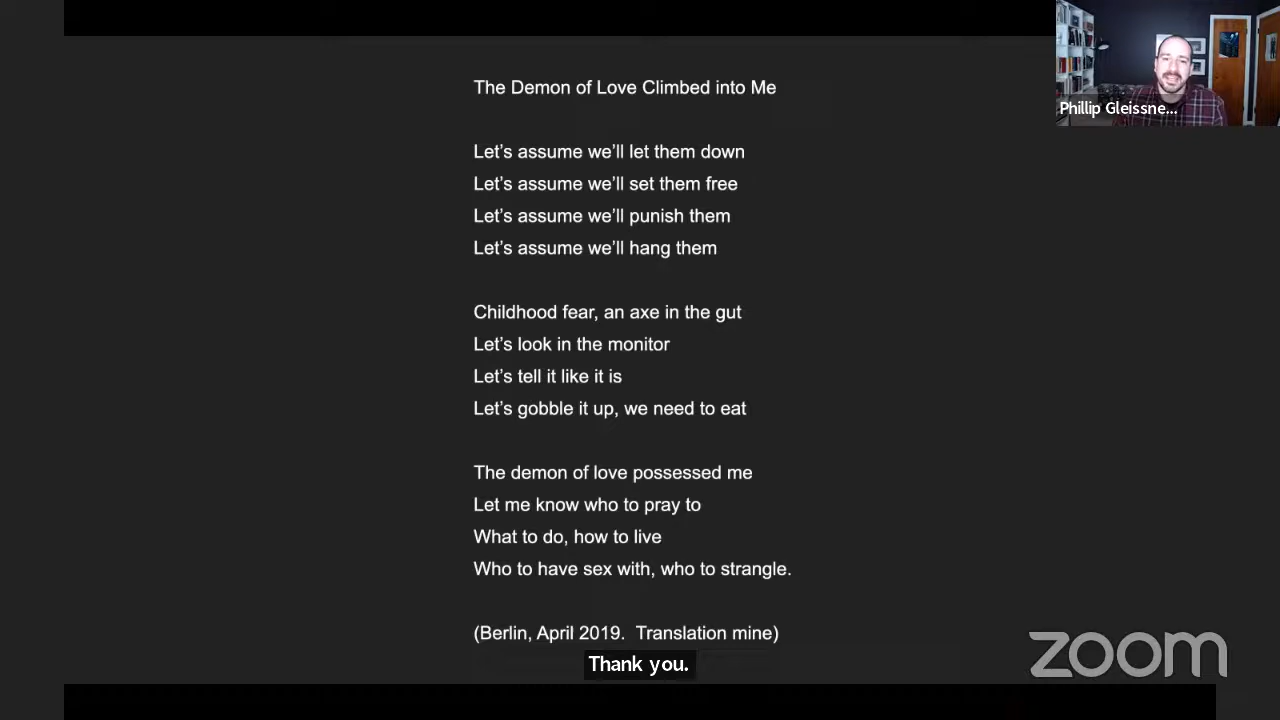 The Demon of Love Climbed into Me
Let's assume we'll let them down
Let's assume we'll set them free
Let's assume we'll punish them
Let's assume we'll hang them
Childhood fear, an axe in the gut
Let's look in the monitor
Let's tell it like it is
Let's gobble it up, we need to eat
The demon of love possessed me
Let me know who to pray to
What to do, how to live
Who to have sex with, who to strangle.
(Berlin, April 2019.  Translation mine)
Thank you.
Phillip Gleissne...
zoom